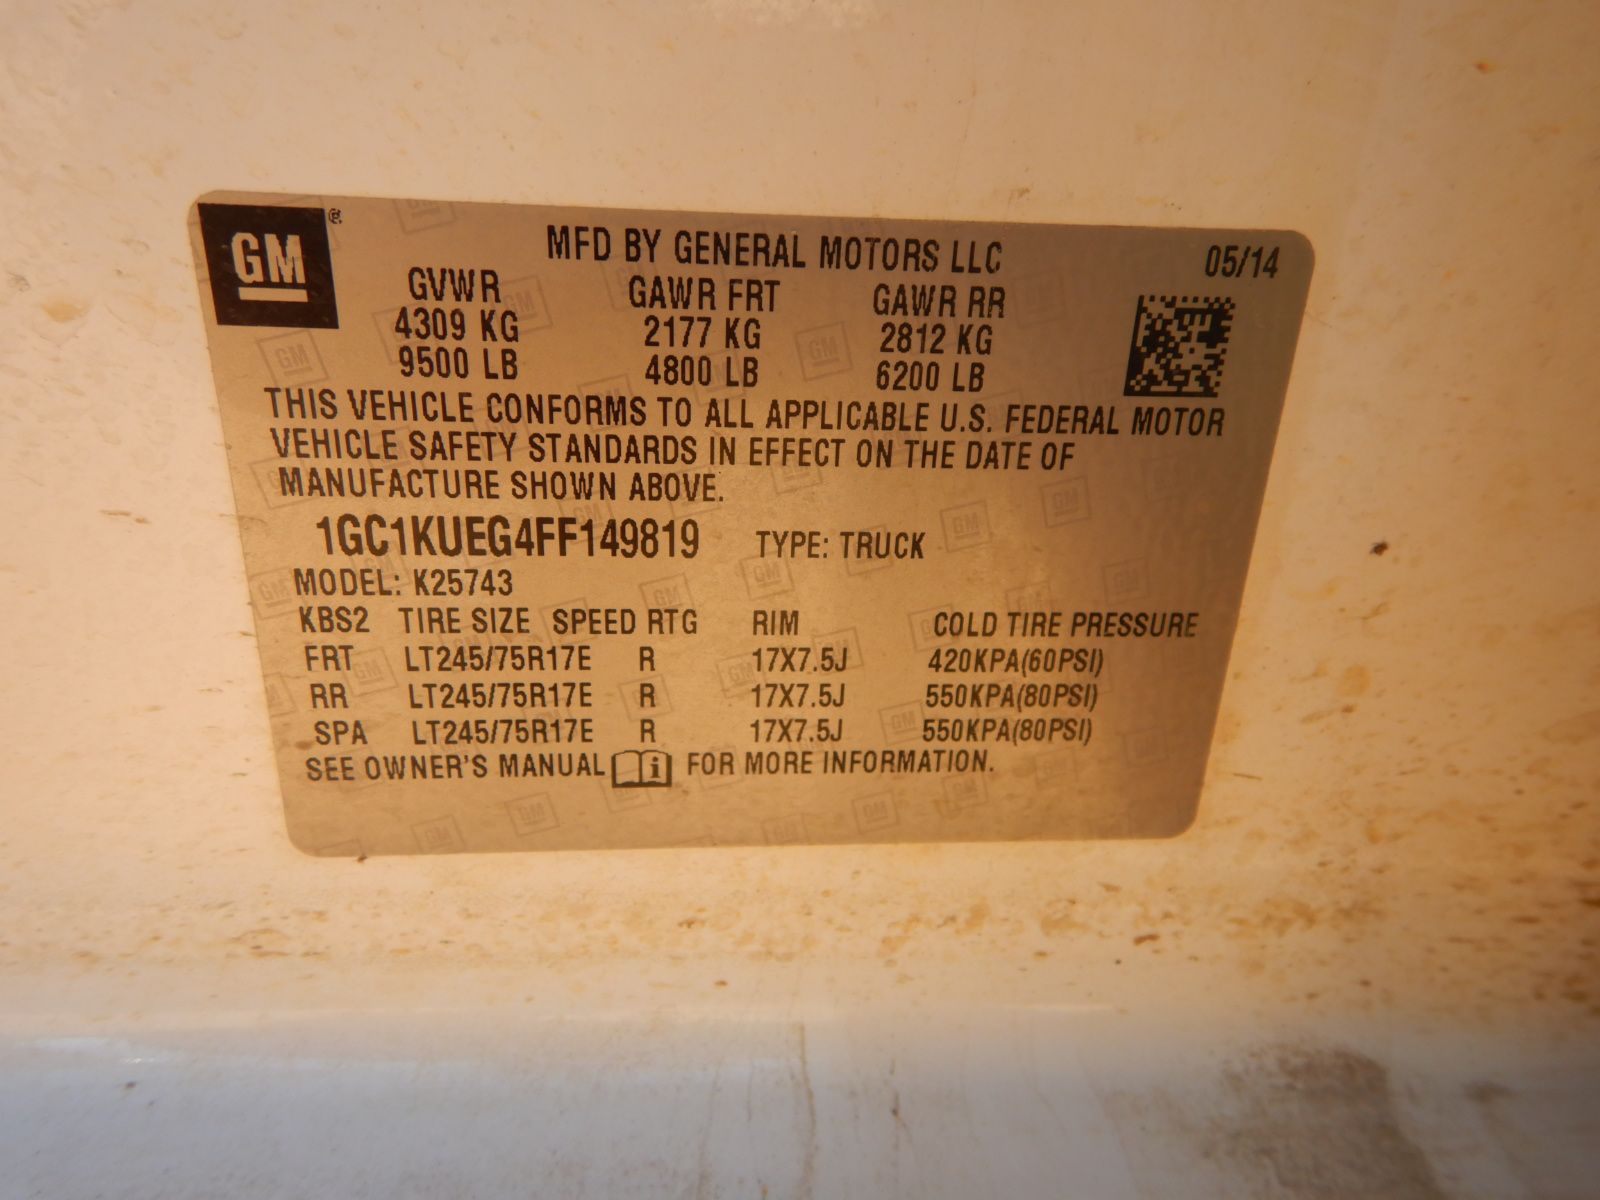 GM® MFD BY GENERAL MOTORS LLC 05/14
GVWR GAWR FRT GAWR RR
4309 KG 2177 KG 2812 KG
9500 LB 4800 LB 6200 LB
THIS VEHICLE CONFORMS TO ALL APPLICABLE U.S. FEDERAL MOTOR
VEHICLE SAFETY STANDARDS IN EFFECT ON THE DATE OF
MANUFACTURE SHOWN ABOVE.
1GC1KUEG4FF149819 TYPE: TRUCK
MODEL: K25743
KBS2 TIRE SIZE SPEED RTG RIM COLD TIRE PRESSURE
FRT LT245/75R17E R 17X7.5J 420KPA(60PSI)
RR LT245/75R17E R 17X7.5J 550KPA(80PSI)
SPA LT245/75R17E R 17X7.5J 550KPA(80PSI)
SEE OWNER'S MANUAL i FOR MORE INFORMATION.